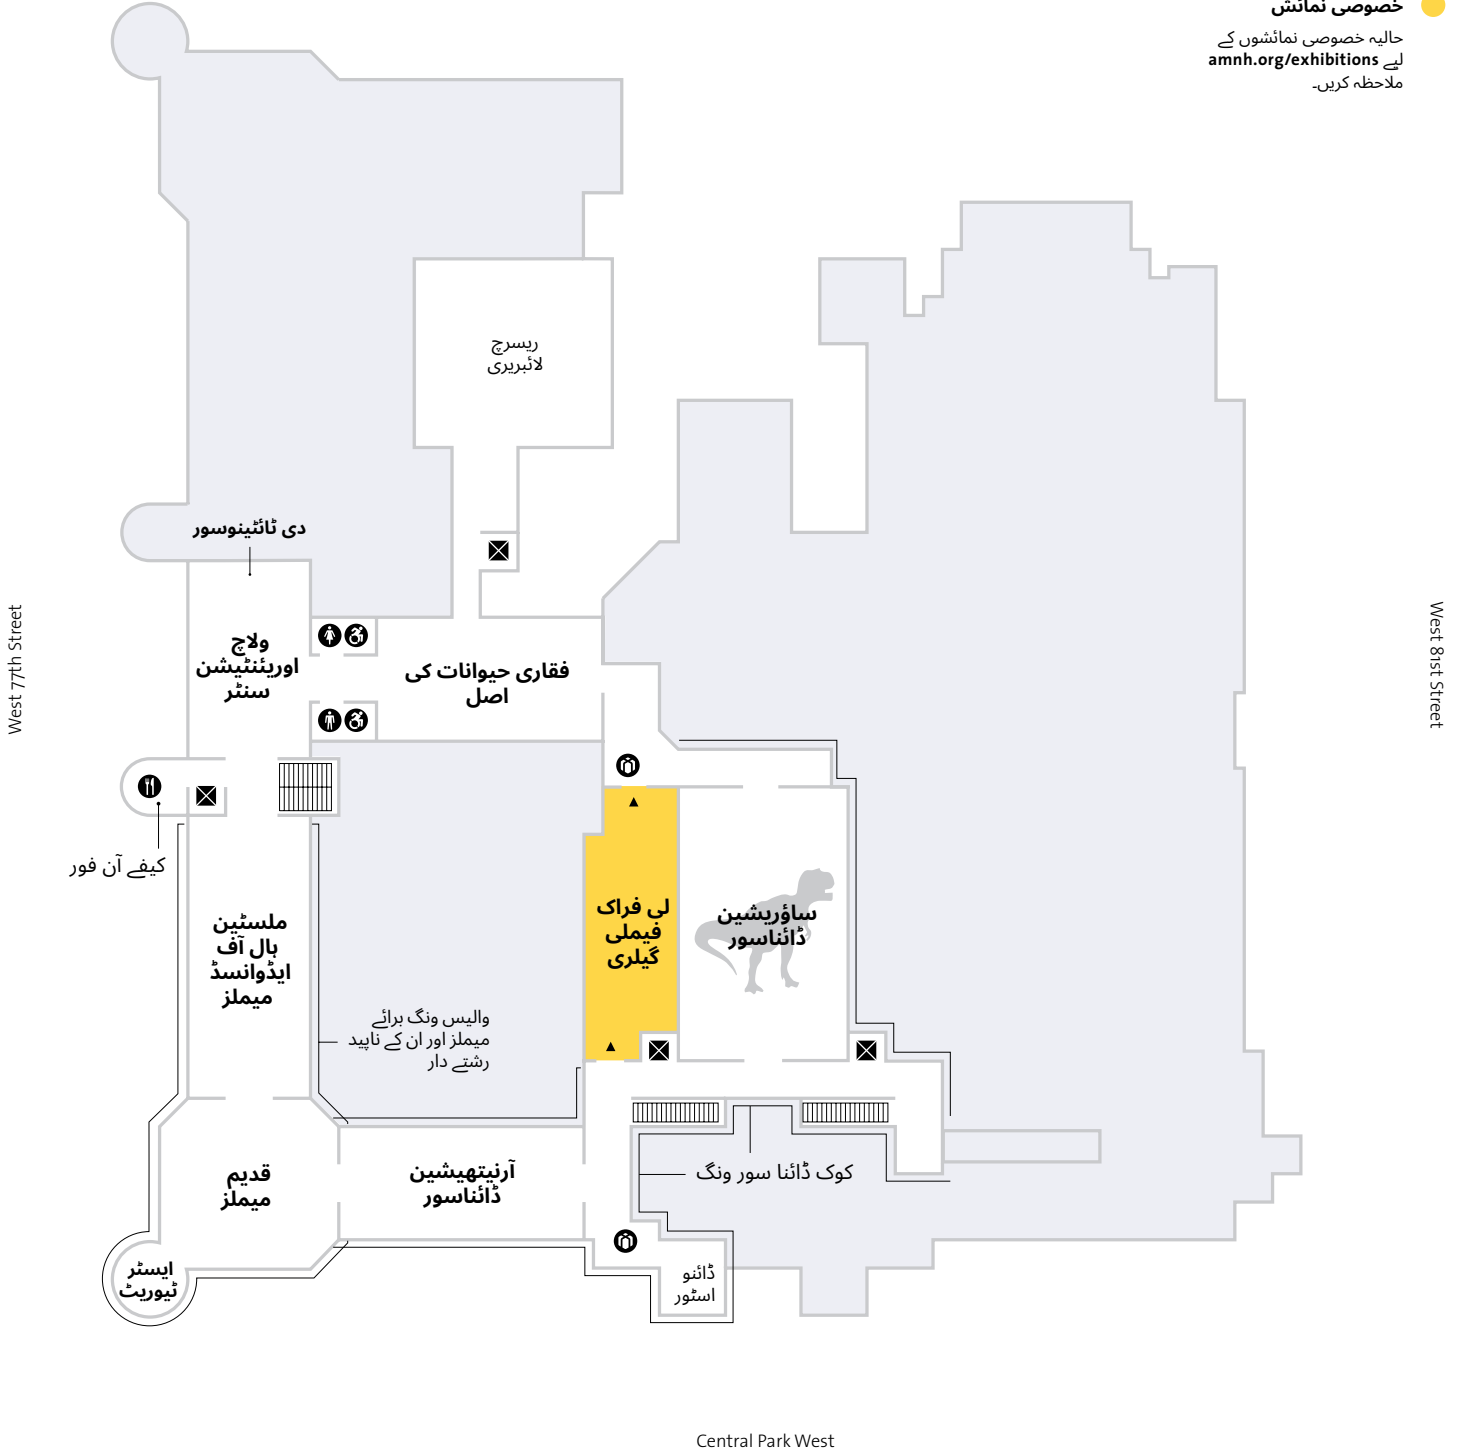 خصوصی نمائش
حالیہ خصوصی نمائشوں کے
لیے amnh.org/exhibitions
ملاحظہ کریں۔
ریسرچ
لائبریری
دی ٹائٹینوسور
ولاچ
اورینٹیشن
سنٹر
فقاری حیوانات کی
اصل
West 77th Street
West 81st Street
کیفے آن فور
ملسٹین
ہال آف
ایڈوانسڈ
میملز
لی فراک
فیملی
گیلری
ساؤریشین
ڈائناسور
والیس ونگ برائے
میملز اور ان کے ناپید
رشتے دار
قدیم
میملز
آرنیتھیشین
ڈائناسور
کوک ڈائنا سور ونگ
ایسٹر
ٹیوریٹ
ڈائنو
اسٹور
Central Park West